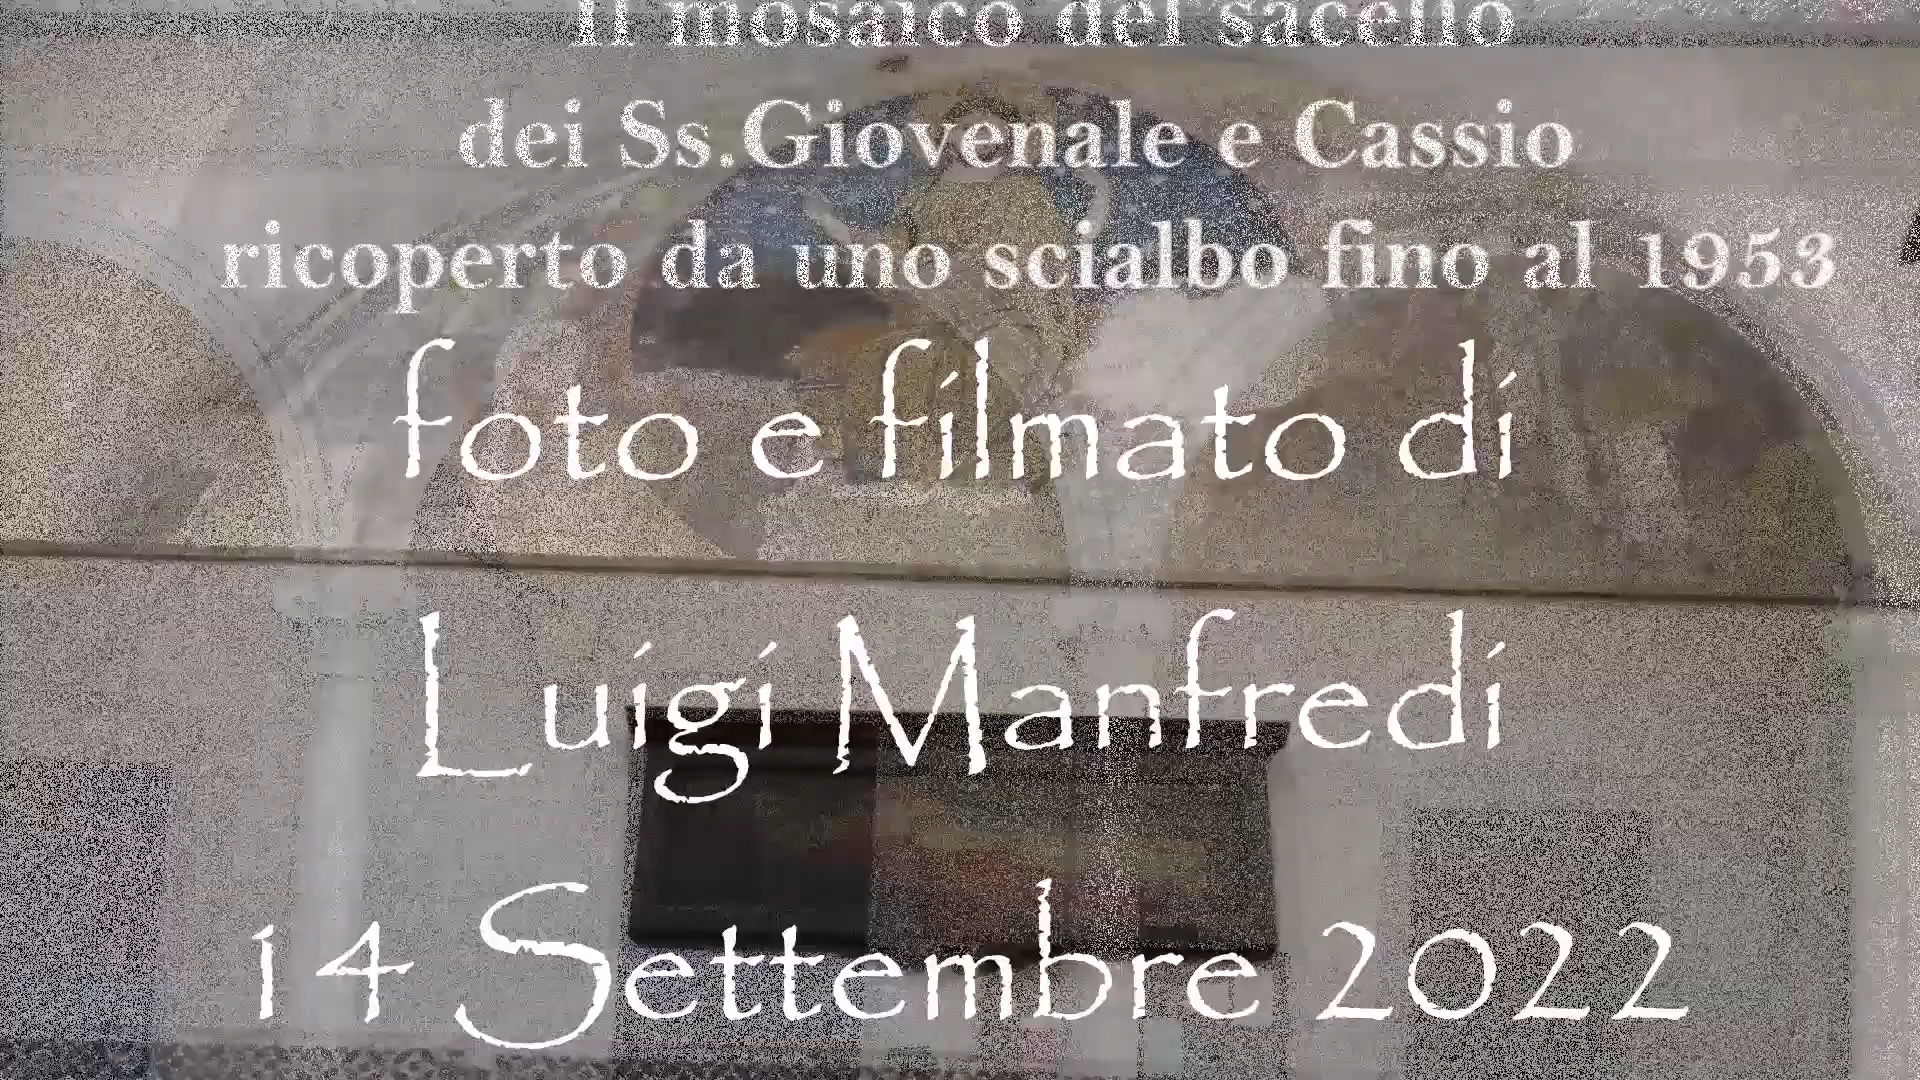 Il mosaico del sacello
dei Ss.Giovenale e Cassio
ricoperto da uno scialbo fino al 1953
foto e filmato di
Luigi Manfredi
14 Settembre 2022